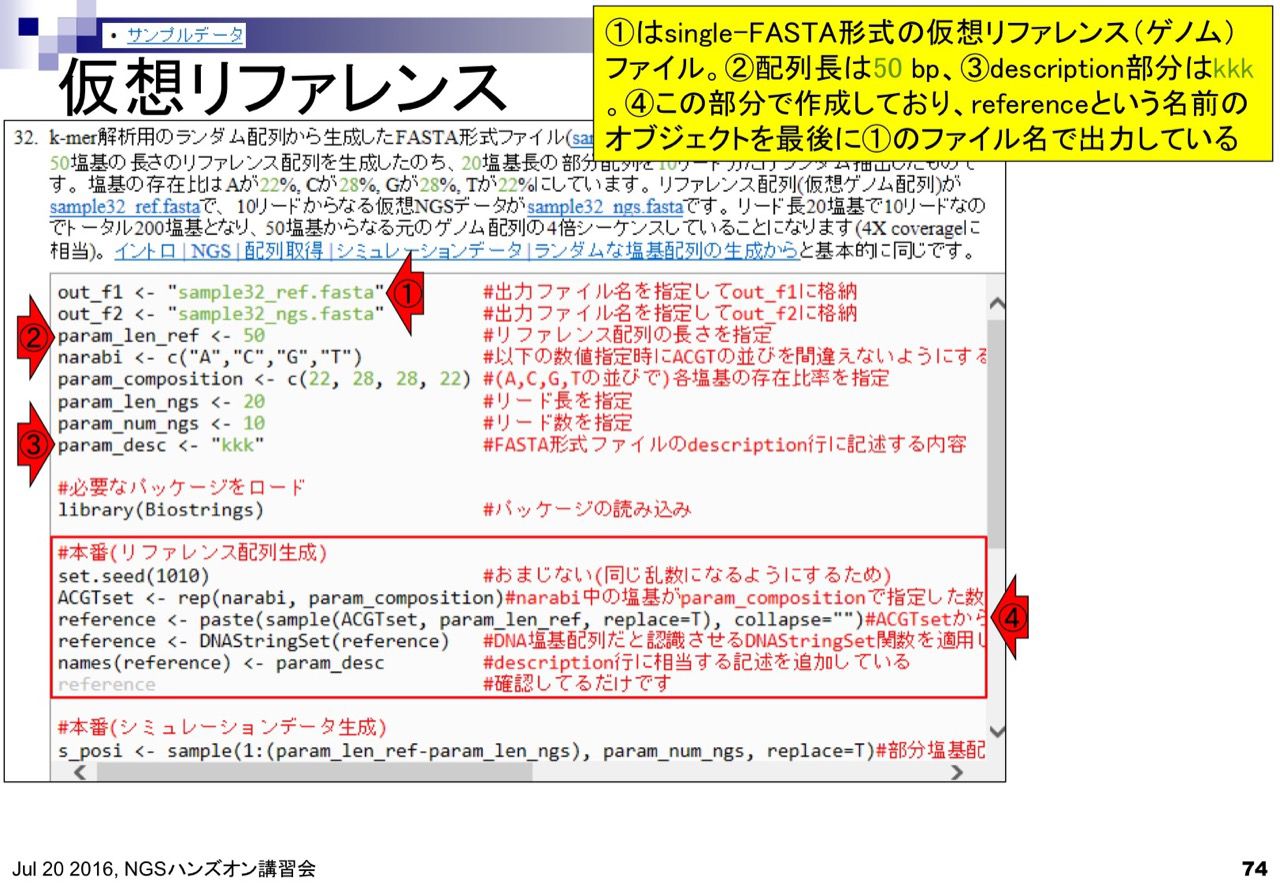 • サンプルデータ
仮想リファレンス
①はsingle-FASTA形式の仮想リファレンス（ゲノム）
ファイル。②配列長は50 bp、③description部分はkkk
。④この部分で作成しており、referenceという名前の
オブジェクトを最後に①のファイル名で出力している
32. k-mer解析用のランダム配列から生成したFASTA形式ファイル(sa
50塩基の長さのリファレンス配列を生成したのち、20塩基長の部分配列を10リード分だけランダム抽出したもので
す。塩基の存在比はAが22%, Cが28%, Gが28%, Tが22%にしています。リファレンス配列(仮想ゲノム配列)が
sample32_ref.fastaで、10リードからなる仮想NGSデータがsample32_ngs.fastaです。リード長20塩基で10リードなの
でトータル200塩基となり、50塩基からなる元のゲノム配列の4倍シーケンスしていることになります(4X coverageに
相当)。イントロ | NGS | 配列取得 | シミュレーションデータ | ランダムな塩基配列の生成からと基本的に同じです。
out_f1 <- "sample32_ref.fasta" #出力ファイル名を指定してout_f1に格納
①
out_f2 <- "sample32_ngs.fasta" #出力ファイル名を指定してout_f2に格納
②
param_len_ref <- 50 #リファレンス配列の長さを指定
narabi <- c("A","C","G","T") #以下の数値指定時にACGTの並びを間違えないようにする
param_composition <- c(22, 28, 28, 22) #(A,C,G,Tの並びで)各塩基の存在比率を指定
param_len_ngs <- 20 #リード長を指定
param_num_ngs <- 10 #リード数を指定
③
param_desc <- "kkk" #FASTA形式ファイルのdescription行に記述する内容
#必要なパッケージをロード
library(Biostrings) #パッケージの読み込み
#本番(リファレンス配列生成)
set.seed(1010) #おまじない(同じ乱数になるようにするため)
ACGTset <- rep(narabi, param_composition)#narabi中の塩基がparam_compositionで指定した数
reference <- paste(sample(ACGTset, param_len_ref, replace=T), collapse="")#ACGTsetから
④
reference <- DNAStringSet(reference) #DNA塩基配列だと認識させるDNAStringSet関数を適用し
names(reference) <- param_desc #description行に相当する記述を追加している
reference #確認してるだけです
#本番(シミュレーションデータ生成)
s_posi <- sample(1:(param_len_ref-param_len_ngs), param_num_ngs, replace=T)#部分塩基配
Jul 20 2016, NGSハンズオン講習会
74